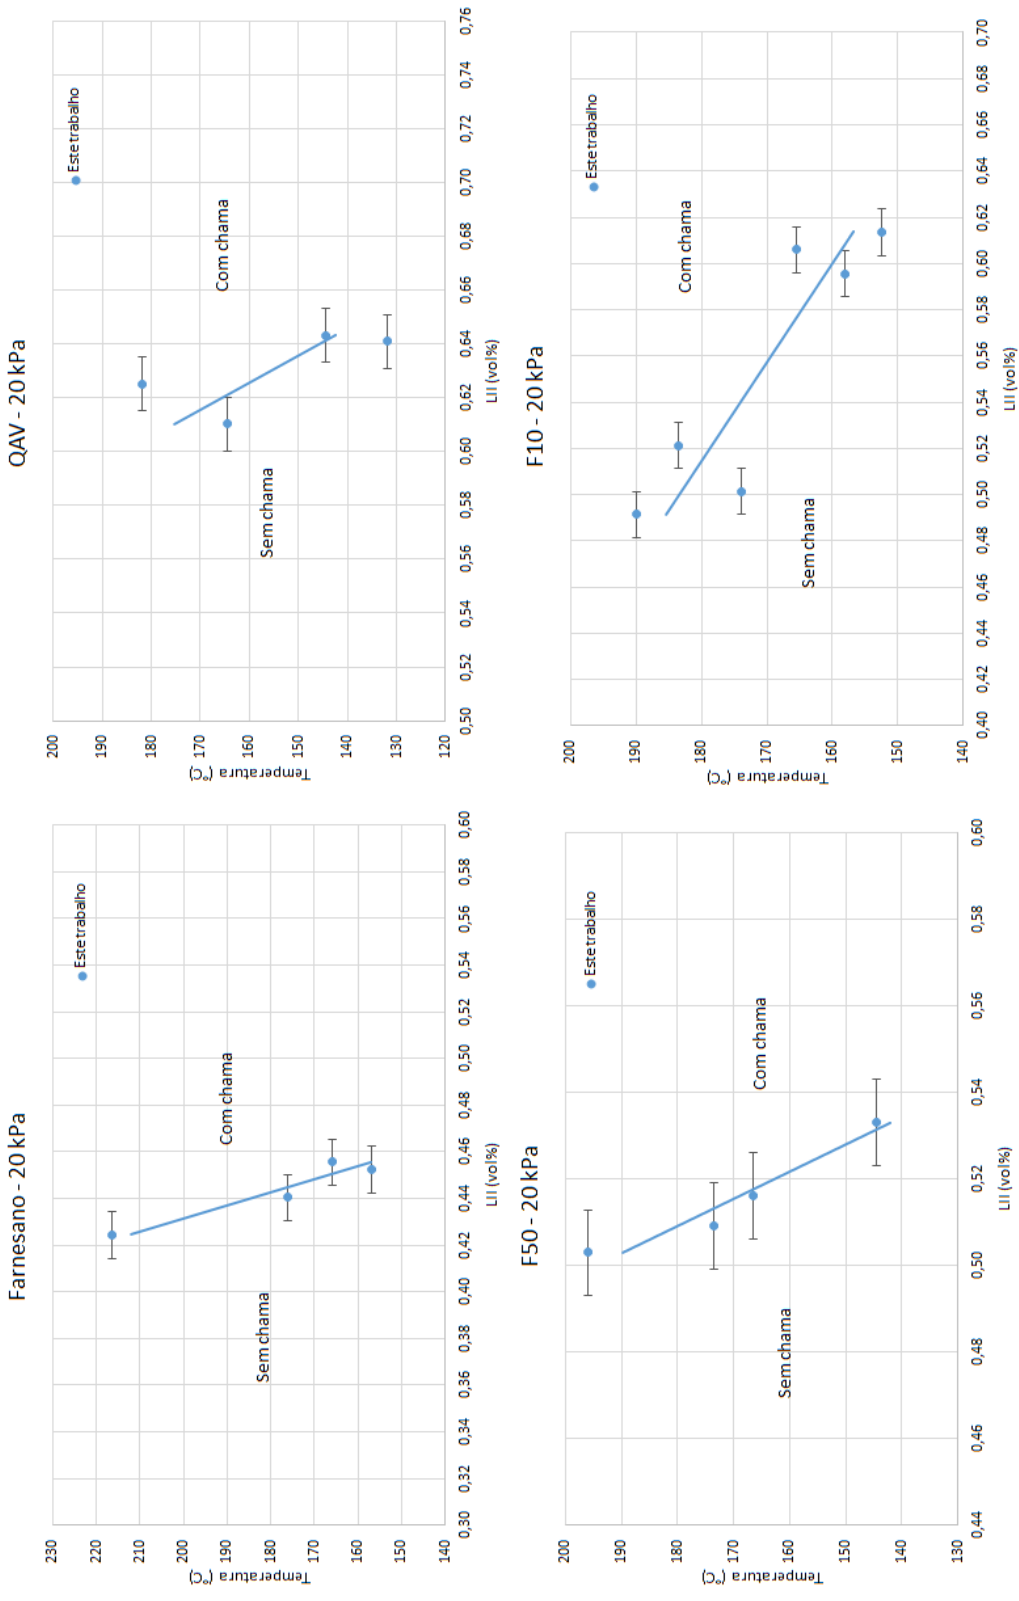 Farnesano - 20 kPa
230
220
210
200
190
180
170
160
150
140
Temperatura (°C)
Este trabalho
Com chama
Sem chama
0,30 0,32 0,34 0,36 0,38 0,40 0,42 0,44 0,46 0,48 0,50 0,52 0,54 0,56 0,58 0,60
LII (vol%)
QAV - 20 kPa
200
190
180
170
160
150
140
130
120
Temperatura (°C)
Este trabalho
Com chama
Sem chama
0,50 0,52 0,54 0,56 0,58 0,60 0,62 0,64 0,66 0,68 0,70 0,72 0,74 0,76
LII (vol%)
F50 - 20 kPa
200
190
180
170
160
150
140
130
Temperatura (°C)
Este trabalho
Com chama
Sem chama
0,44 0,46 0,48 0,50 0,52 0,54 0,56 0,58 0,60
LII (vol%)
F10 - 20 kPa
200
190
180
170
160
150
140
Temperatura (°C)
Este trabalho
Com chama
Sem chama
0,40 0,42 0,44 0,46 0,48 0,50 0,52 0,54 0,56 0,58 0,60 0,62 0,64 0,66 0,68 0,70
LII (vol%)